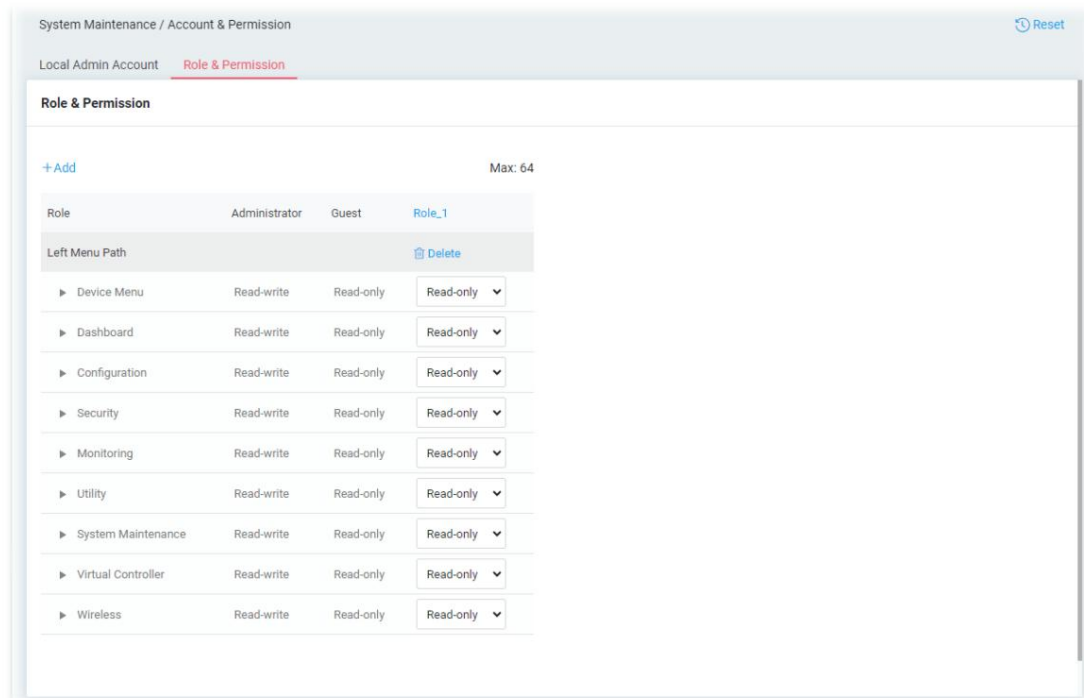 System Maintenance / Account & Permission Reset
Local Admin Account Role & Permission
Role & Permission
+Add Max: 64
Role Administrator Guest Role_1
Left Menu Path Delete
Device Menu Read-write Read-only Read-only
Dashboard Read-write Read-only Read-only
Configuration Read-write Read-only Read-only
Security Read-write Read-only Read-only
Monitoring Read-write Read-only Read-only
Utility Read-write Read-only Read-only
System Maintenance Read-write Read-only Read-only
Virtual Controller Read-write Read-only Read-only
Wireless Read-write Read-only Read-only